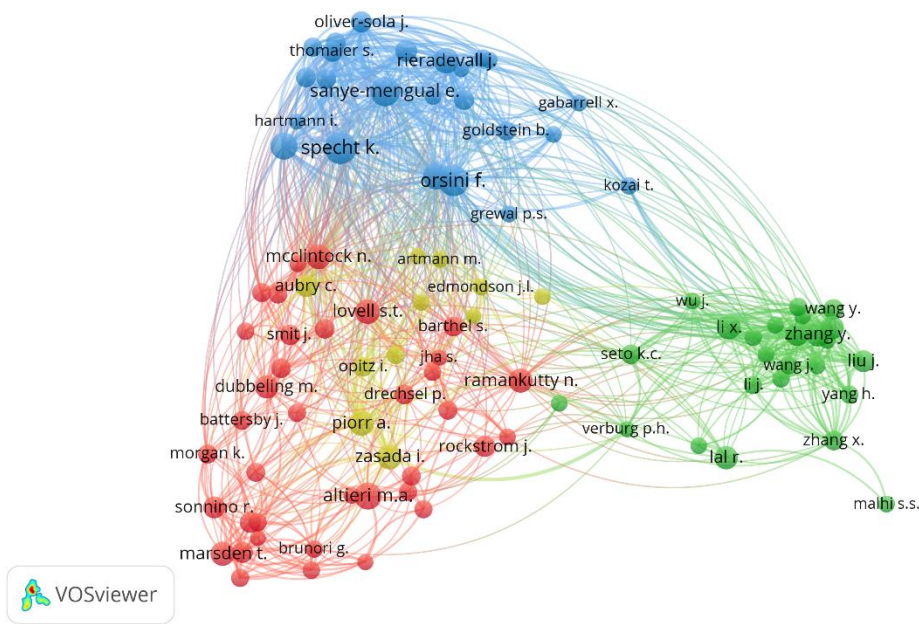 oliver-sola j.
thomaier s.
rieradevall j.
sanye-mengual e.
gabarrell x.
hartmann i.
goldstein b.
specht k.
orsini f.
kozai t.
grewal p.s.
mcclintock n.
artmann m.
aubry c.
edmondson j.l.
lovell s.t.
wu j.
wang y.
smit j.
barthel s.
li x.
zhang y.
jha s.
seto k.c.
opitz i.
wang j.
liu j.
dubbeling m.
drechsel p.
ramankutty n.
li j.
yang h.
battersby j.
piorr a.
verburg p.h.
rockstrom j.
zhang x.
morgan k.
zasada i.
lal r.
sonnino r.
altieri m.a.
malhi s.s.
marsden t.
brunori g.
VOSviewer